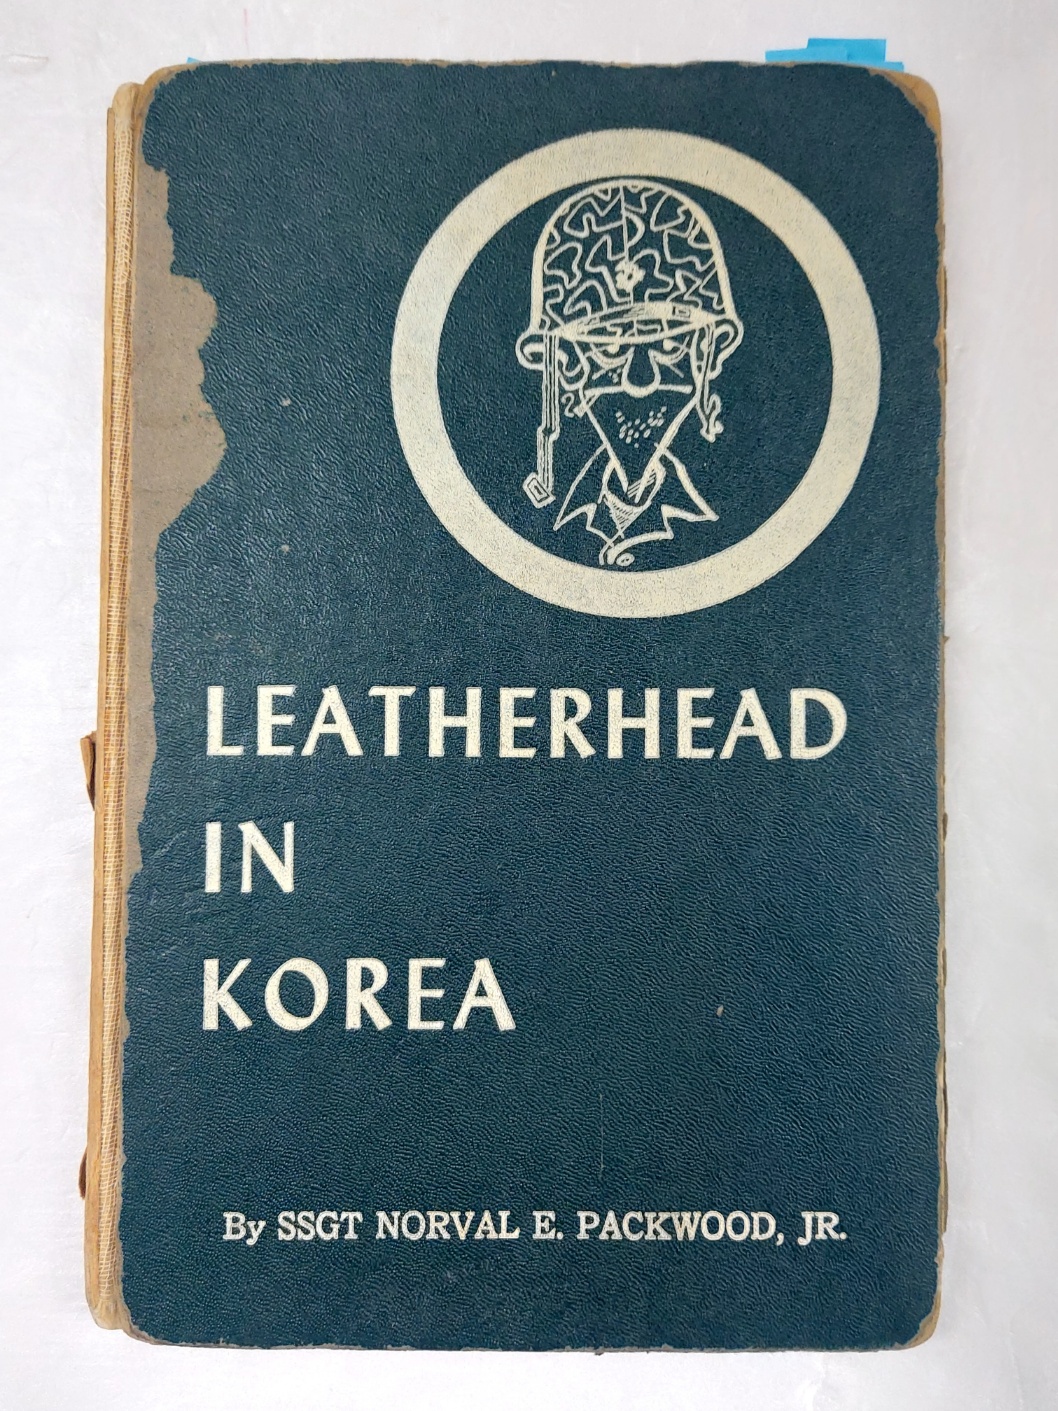 LEATHERHEAD
IN
KOREA
By SSGT NORVAL E. PACKWOOD, JR.